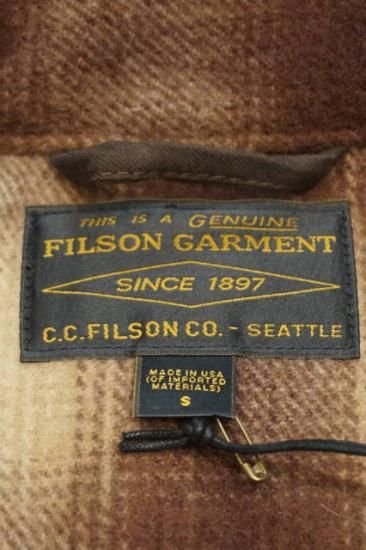 THIS IS A GENUINE
FILSON GARMENT
SINCE 1897
C.C.FILSON CO. - SEATTLE
MADE IN USA
(OF IMPORTED
MATERIALS)
S